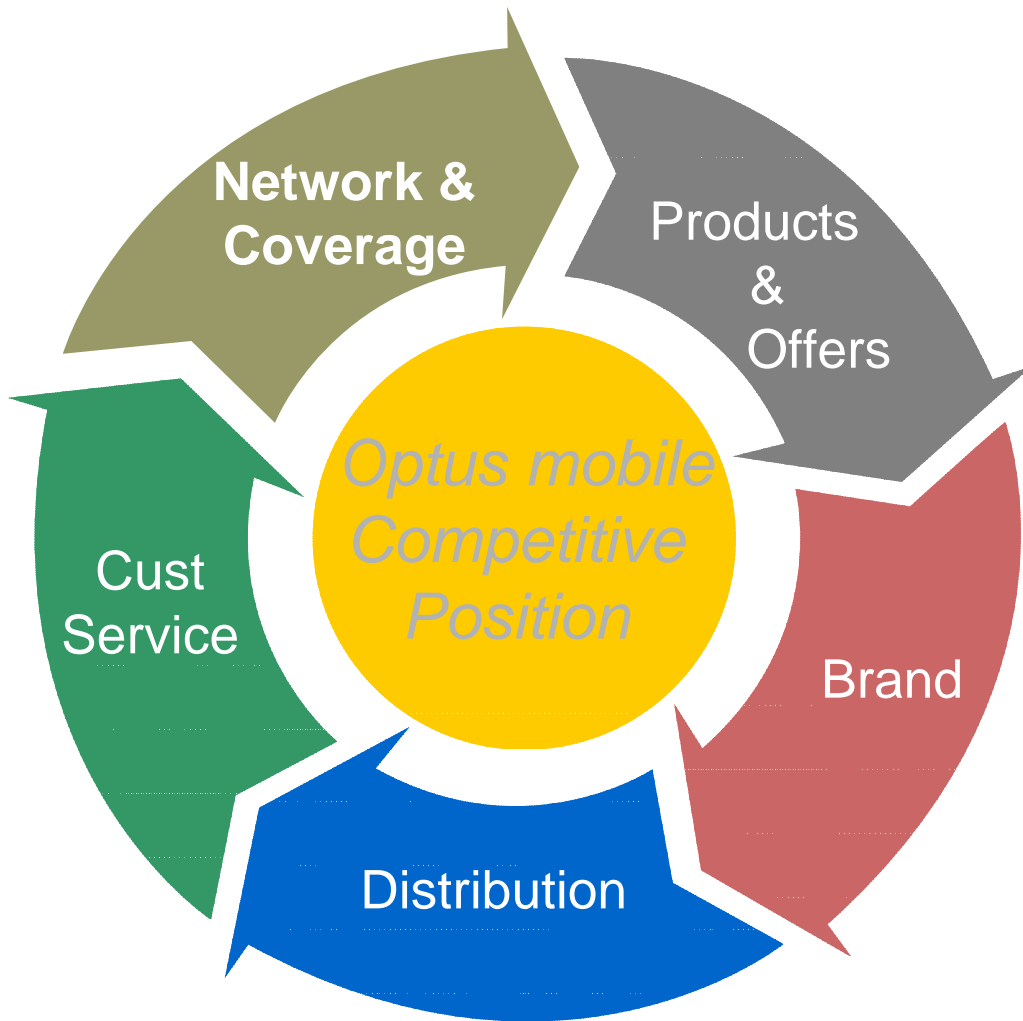 Network &
Coverage
Products
&
Offers
Optus mobile
Competitive
Position
Cust
Service
Brand
Distribution